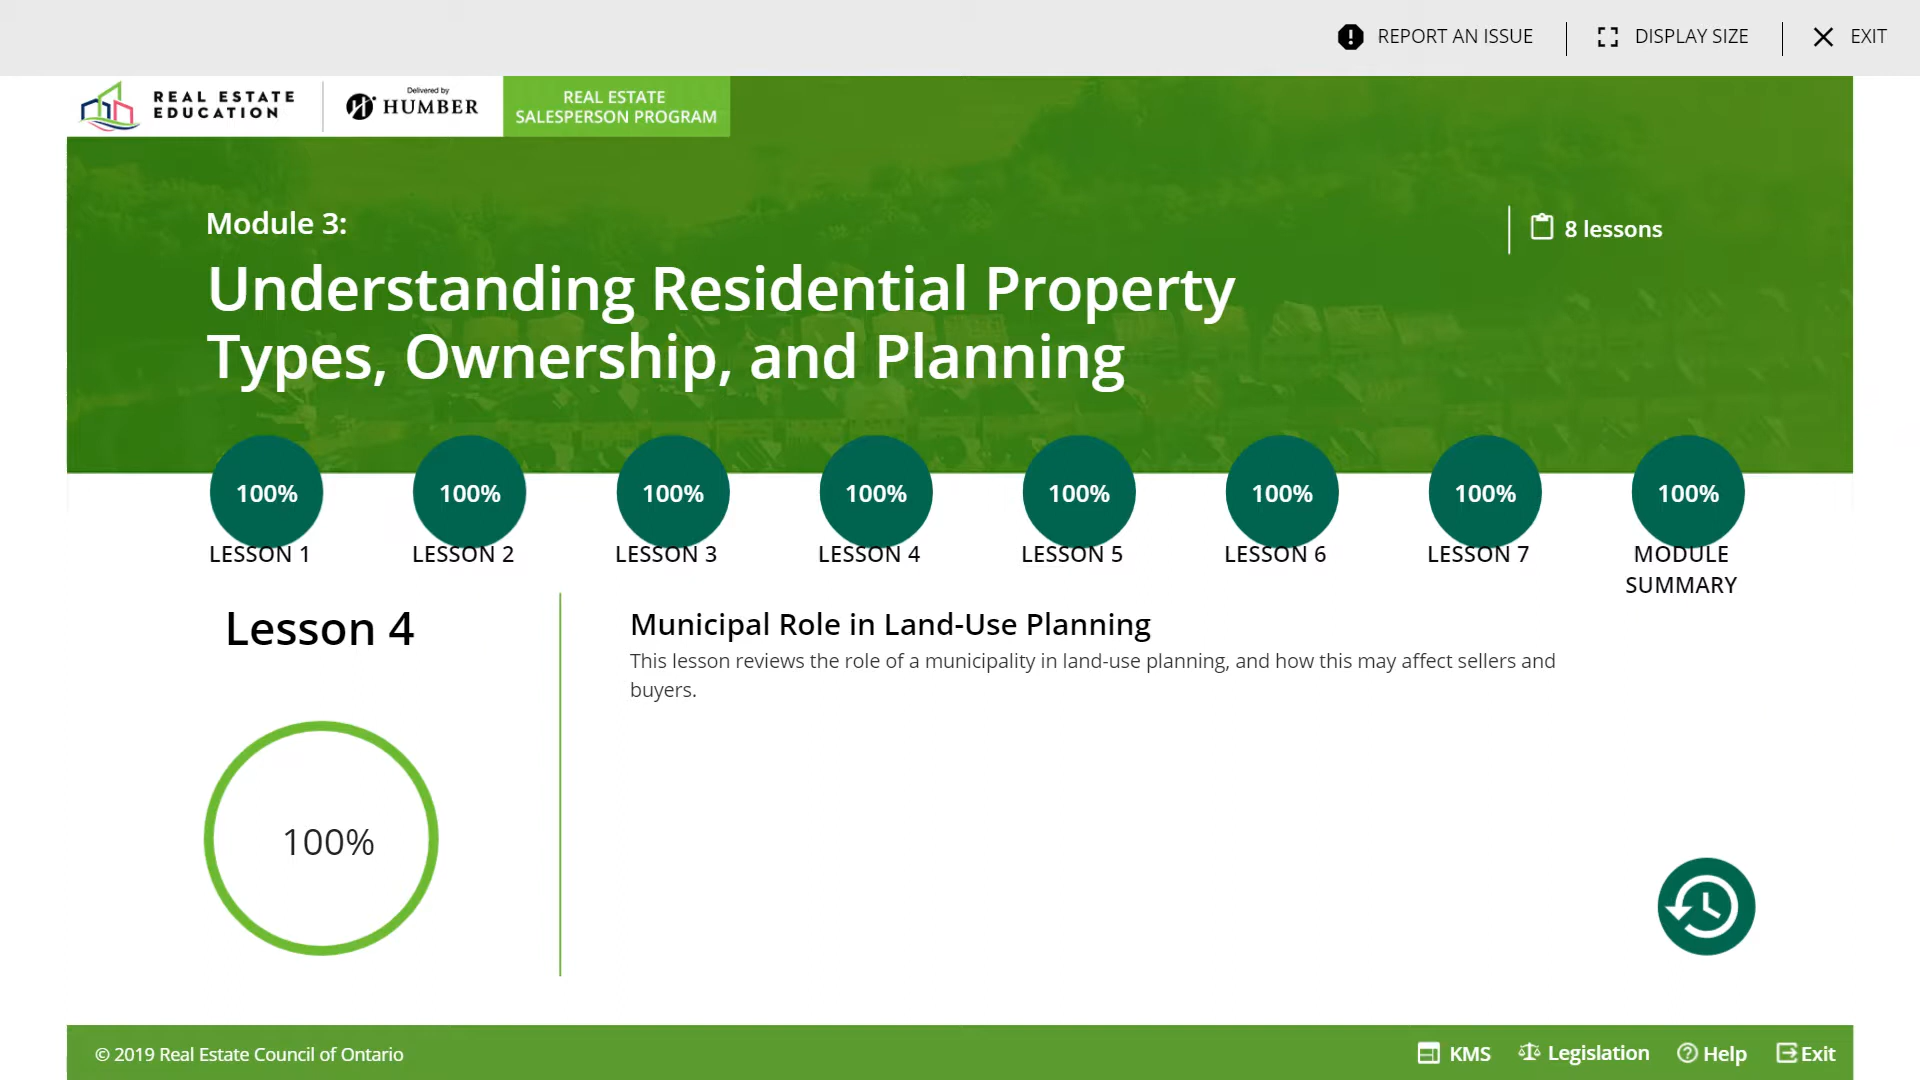 REPORT AN ISSUE
DISPLAY SIZE
EXIT
REAL ESTATE
EDUCATION
Delivered by
HUMBER
REAL ESTATE
SALESPERSON PROGRAM
Module 3:
8 lessons
Understanding Residential Property
Types, Ownership, and Planning
100%
100%
100%
100%
100%
100%
100%
100%
LESSON 1
LESSON 2
LESSON 3
LESSON 4
LESSON 5
LESSON 6
LESSON 7
MODULE
SUMMARY
Lesson 4
100%
Municipal Role in Land-Use Planning
This lesson reviews the role of a municipality in land-use planning, and how this may affect sellers and
buyers.
© 2019 Real Estate Council of Ontario
KMS
Legislation
Help
Exit